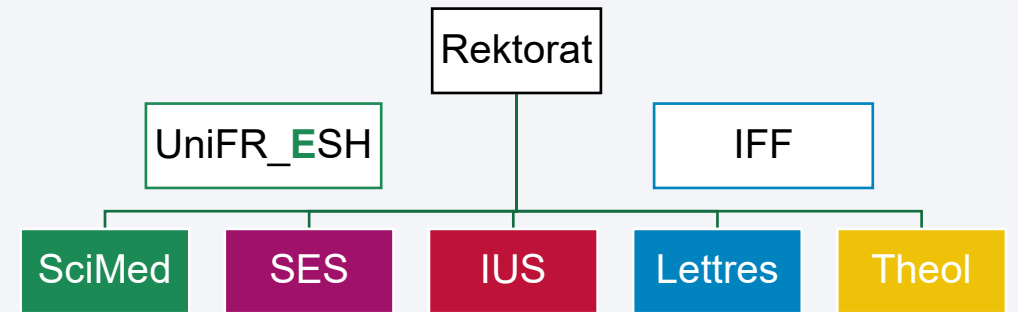 Rektorat
UniFR_ESH
IFF
SciMed
SES
IUS
Lettres
Theol